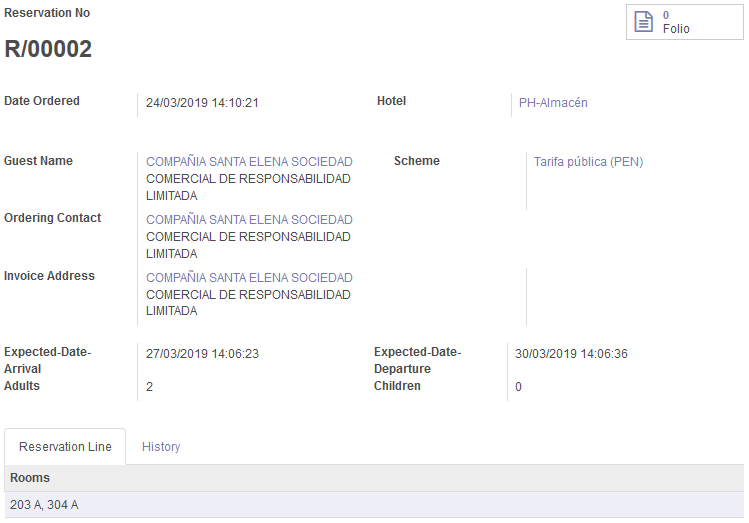 Reservation No
0
Folio
R/00002
Date Ordered
24/03/2019 14:10:21
Hotel
PH-Almacén
Guest Name
COMPAÑIA SANTA ELENA SOCIEDAD
COMERCIAL DE RESPONSABILIDAD
LIMITADA
Scheme
Tarifa pública (PEN)
Ordering Contact
COMPAÑIA SANTA ELENA SOCIEDAD
COMERCIAL DE RESPONSABILIDAD
LIMITADA
Invoice Address
COMPAÑIA SANTA ELENA SOCIEDAD
COMERCIAL DE RESPONSABILIDAD
LIMITADA
Expected-Date-
Arrival
27/03/2019 14:06:23
Expected-Date-
Departure
30/03/2019 14:06:36
Adults
2
Children
0
Reservation Line
History
Rooms
203 A, 304 A